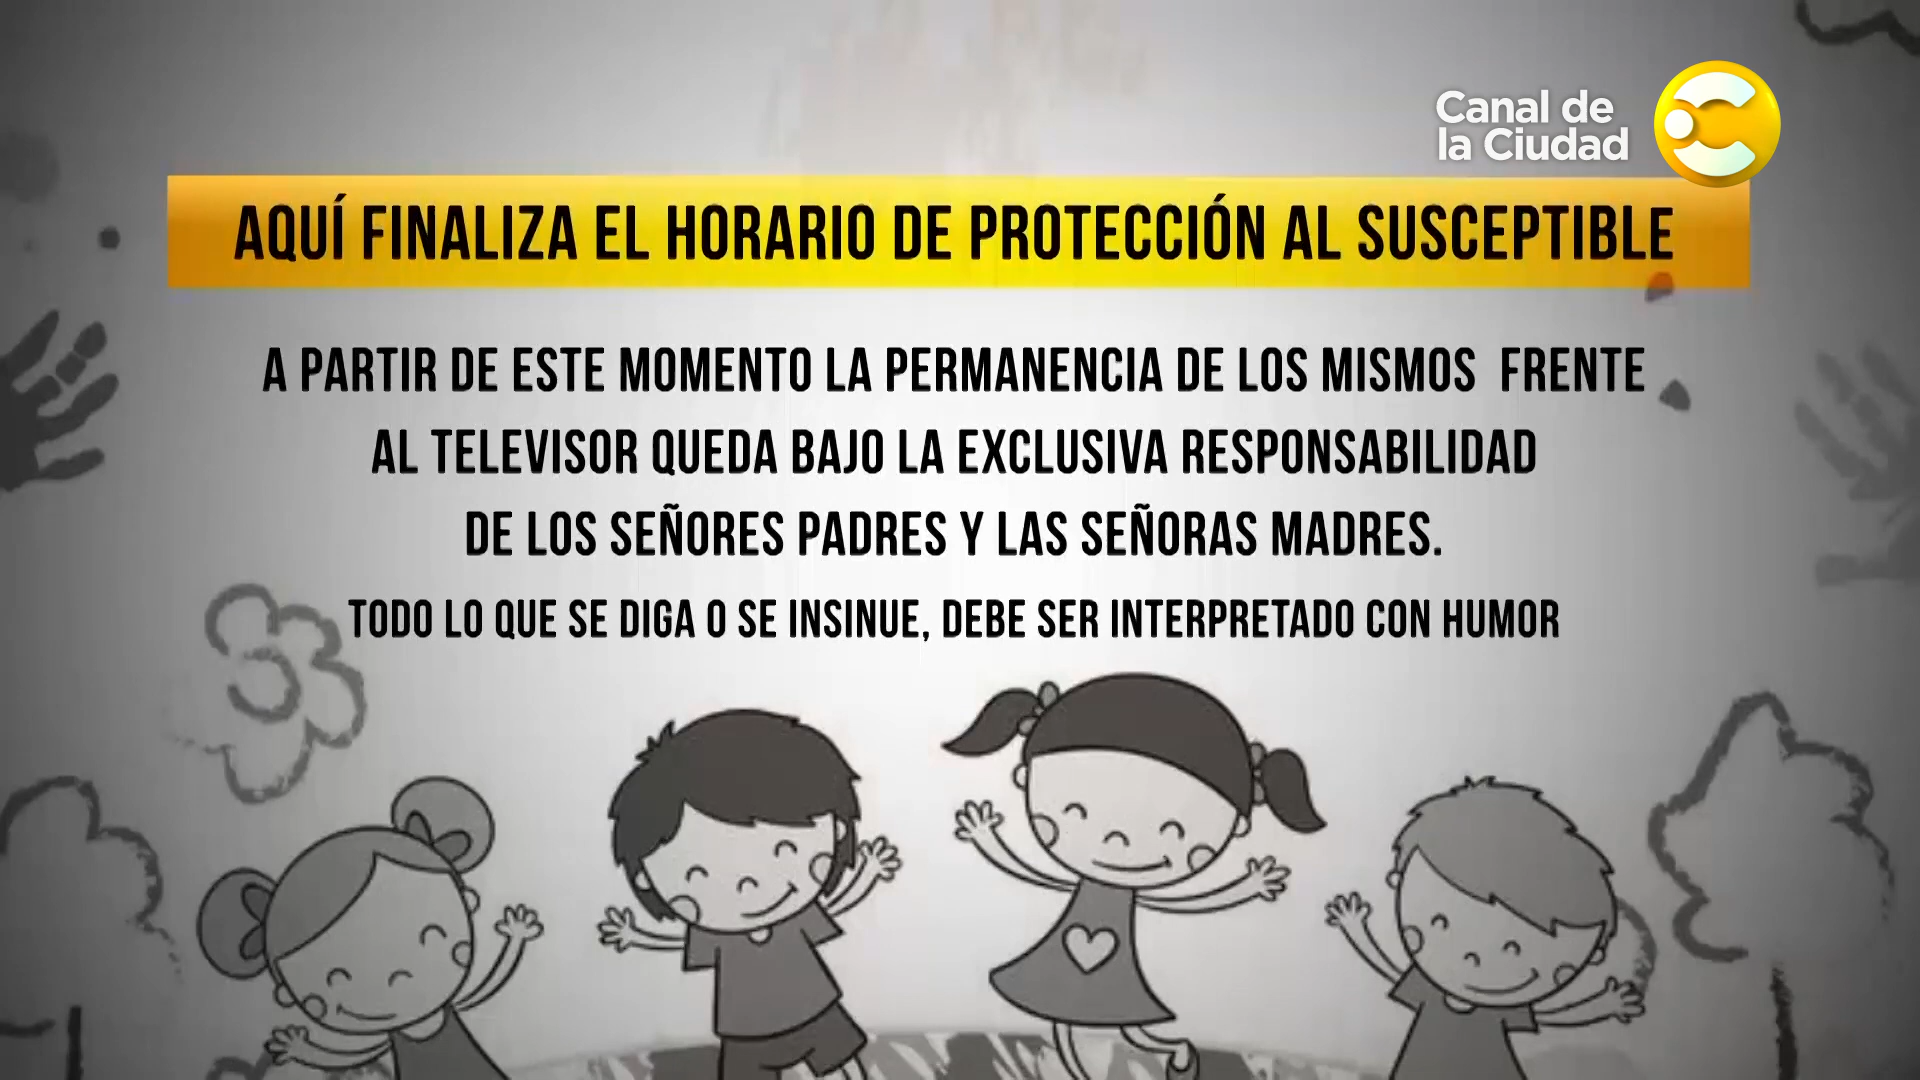 Canal de
la Ciudad
AQUÍ FINALIZA EL HORARIO DE PROTECCIÓN AL SUSCEPTIBLE
A PARTIR DE ESTE MOMENTO LA PERMANENCIA DE LOS MISMOS FRENTE
AL TELEVISOR QUEDA BAJO LA EXCLUSIVA RESPONSABILIDAD
DE LOS SEÑORES PADRES Y LAS SEÑORAS MADRES.
TODO LO QUE SE DIGA O SE INSINUE, DEBE SER INTERPRETADO CON HUMOR